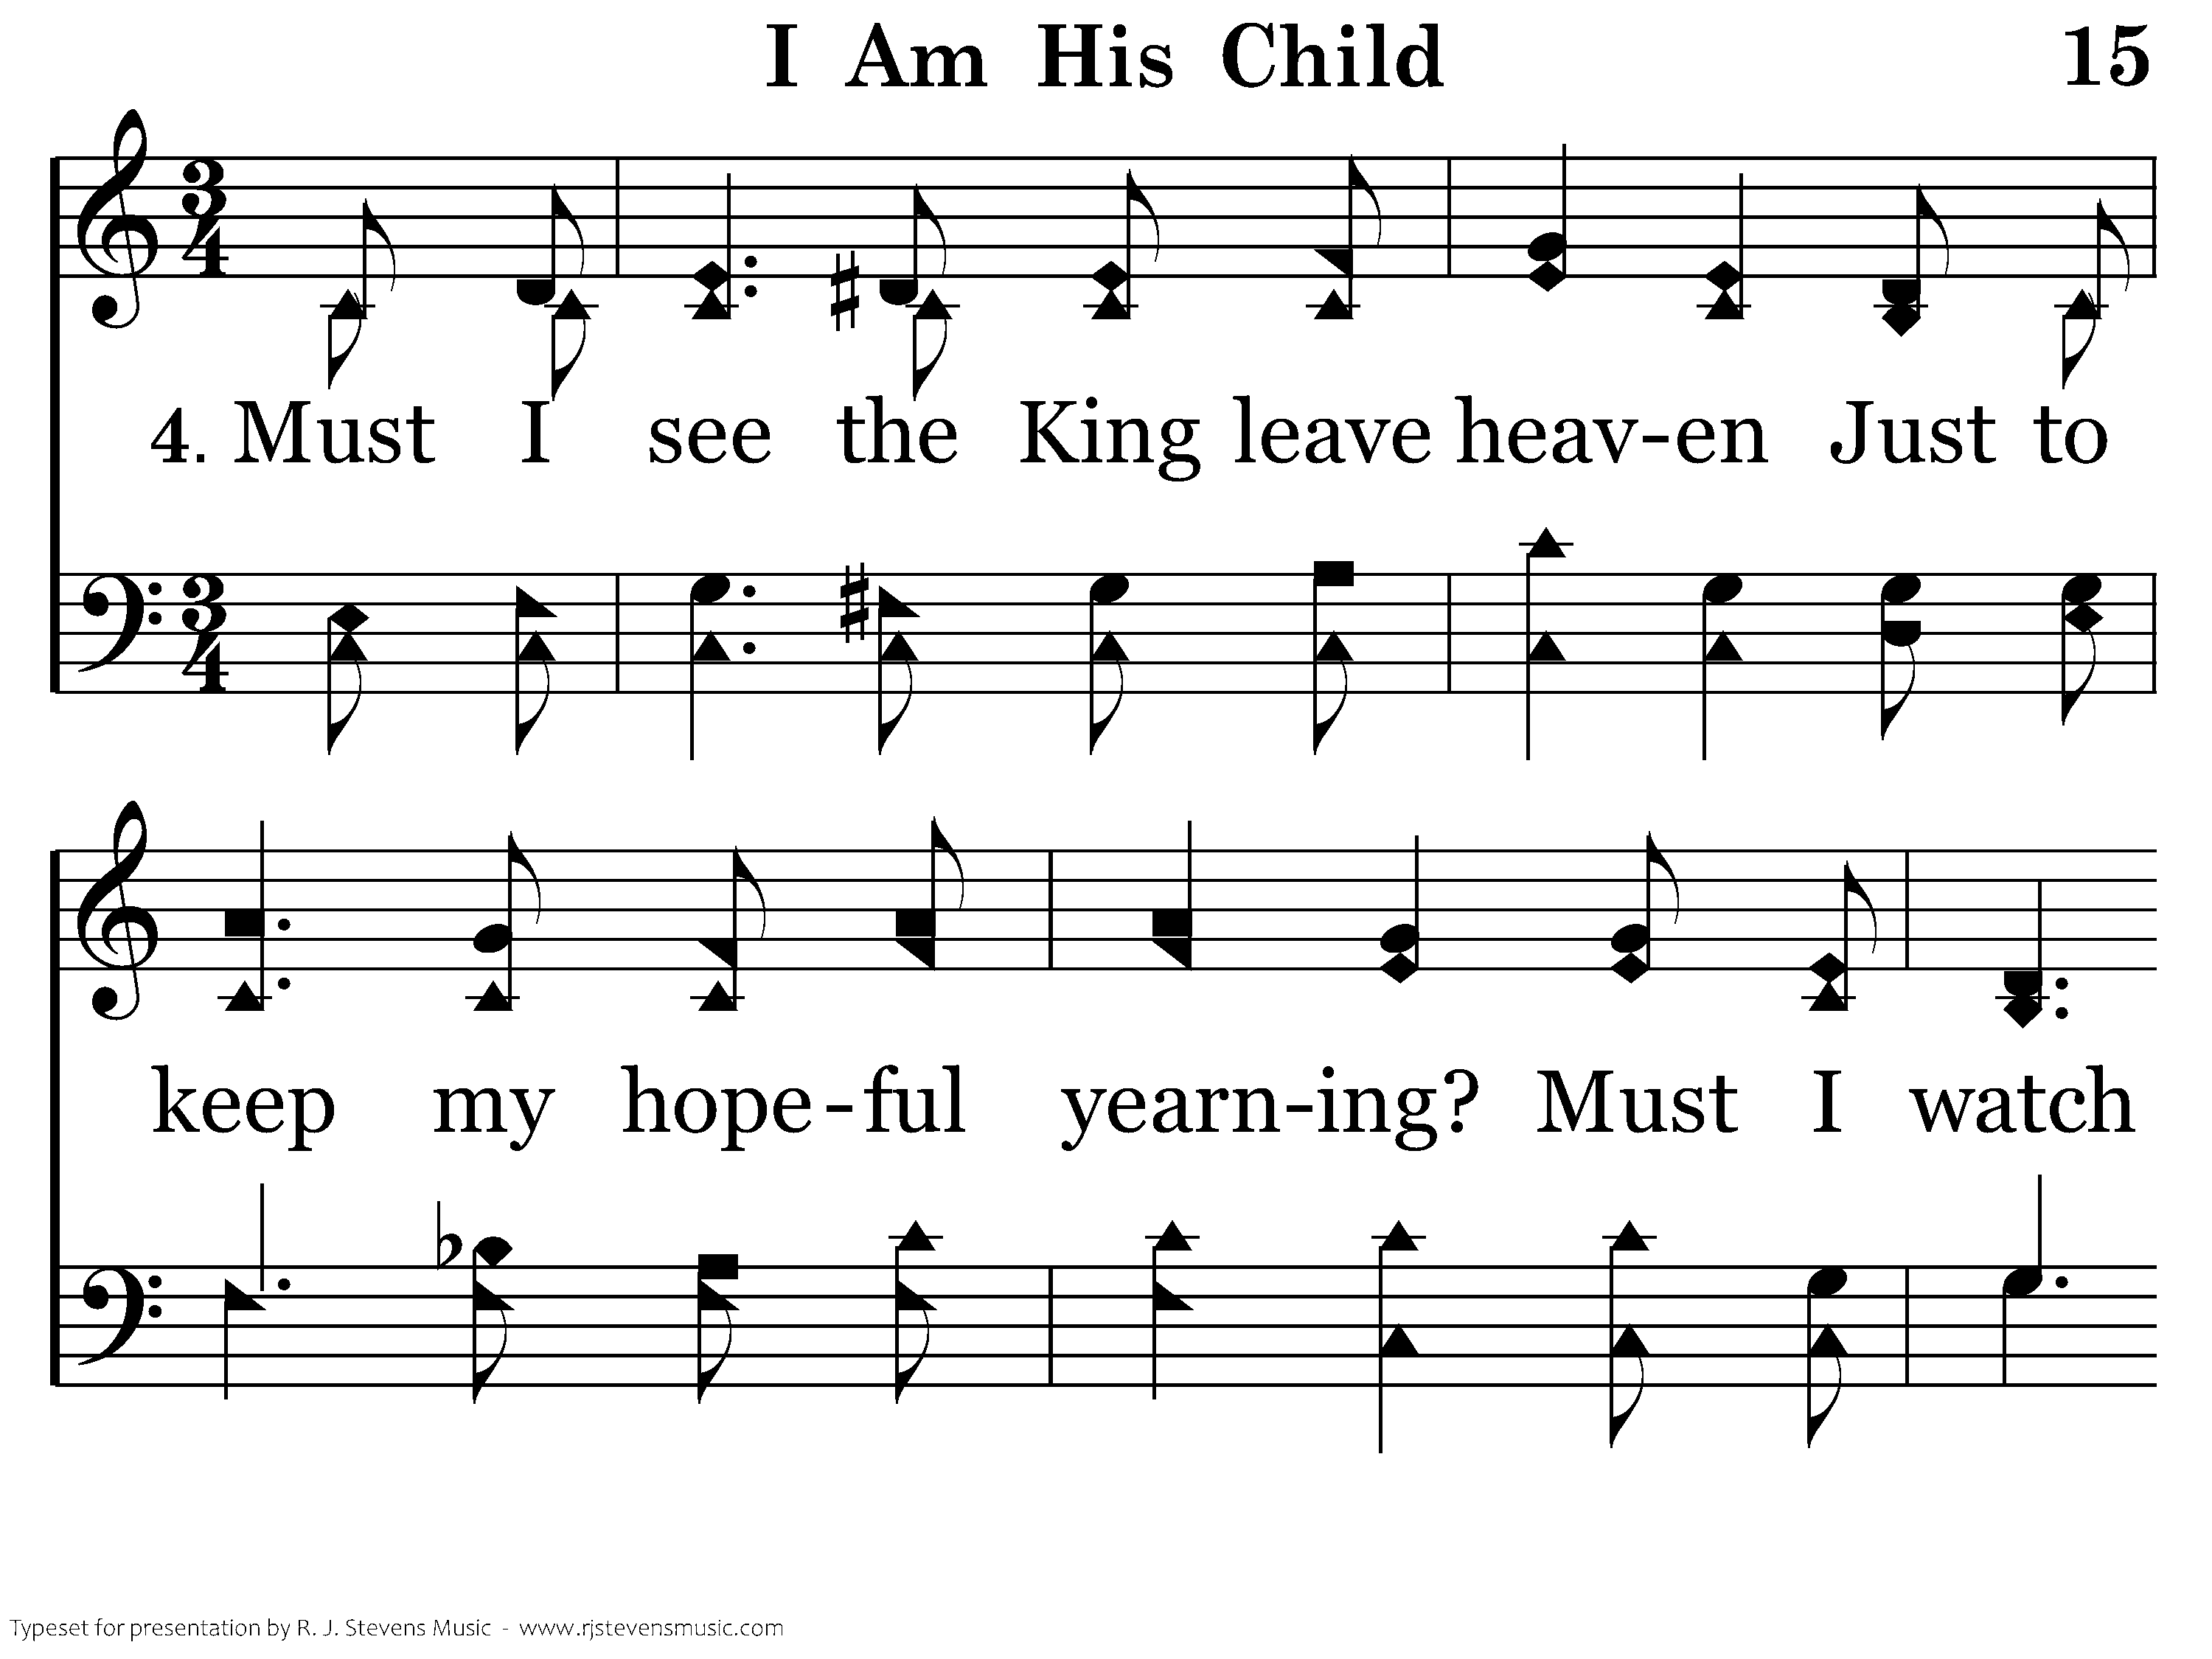 I Am His Child 15
4. Must I see the King leave heav-en Just to
keep my hope-ful yearn-ing? Must I watch
Typeset for presentation by R. J. Stevens Music - www.rjstevensmusic.com